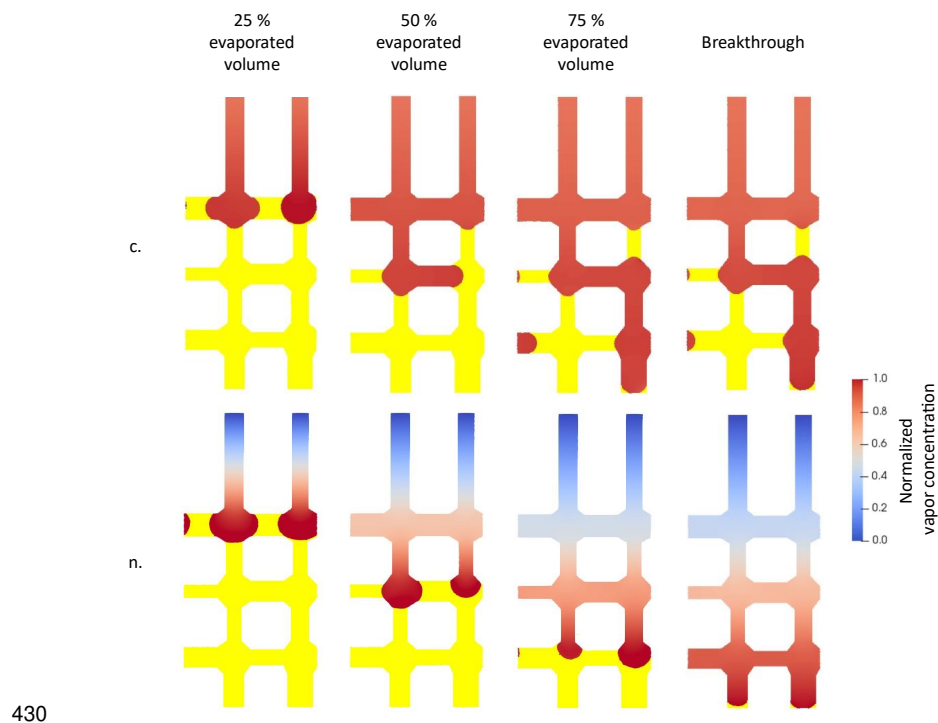 25 %
evaporated
volume
50 %
evaporated
volume
75 %
evaporated
volume
Breakthrough
c.
n.
1.0
0.8
0.6
0.4
0.2
0.0
Normalized
vapor concentration
430